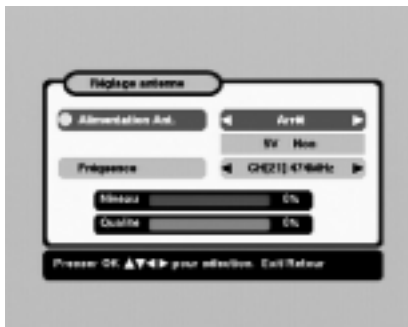 Réglage antenne
Alimentation Ant. Arrêt
5V Non
Fréquence CH[21] 474MHz
Niveau 0%
Qualité 0%
Presser OK ▲▼◀▶ pour sélection. Exit Retour